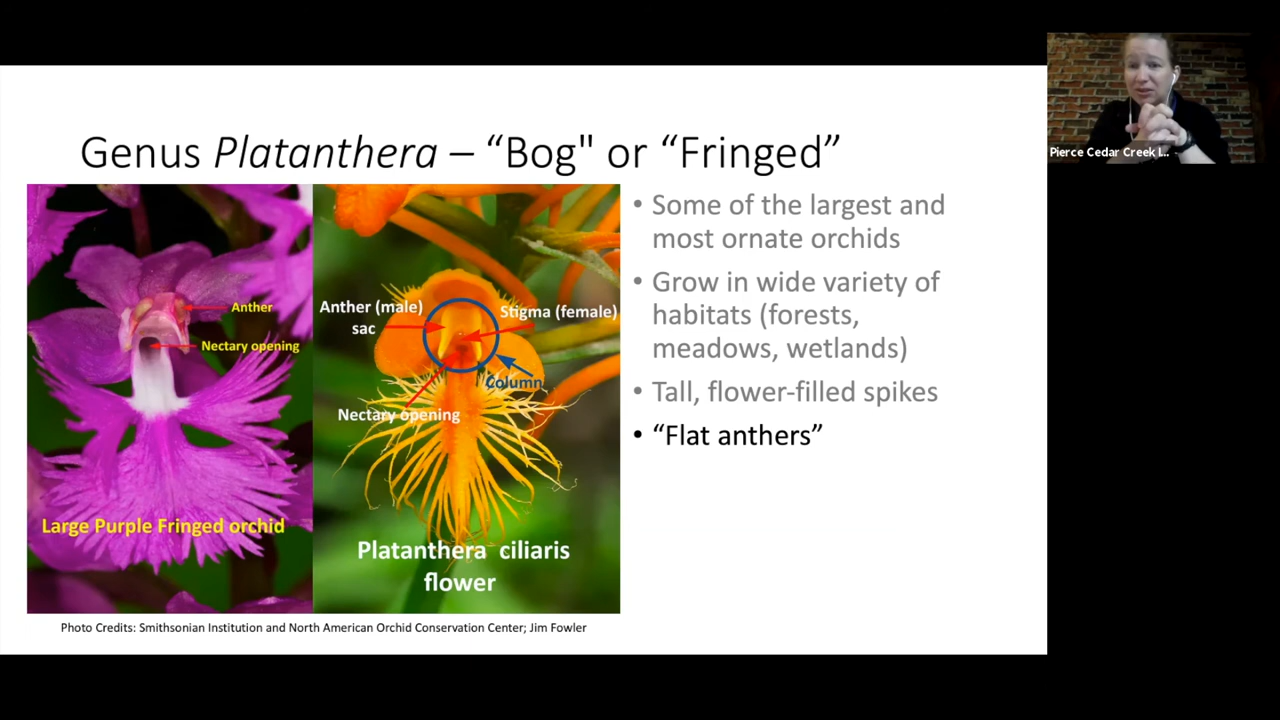 Genus Platanthera – “Bog" or “Fringed”
Anther
Nectary opening
Large Purple Fringed orchid
Anther (male)
sac
Stigma (female)
Column
Nectary opening
Platanthera ciliaris
flower
• Some of the largest and
most ornate orchids
• Grow in wide variety of
habitats (forests,
meadows, wetlands)
• Tall, flower-filled spikes
• “Flat anthers”
Photo Credits: Smithsonian Institution and North American Orchid Conservation Center; Jim Fowler
Pierce Cedar Creek I...